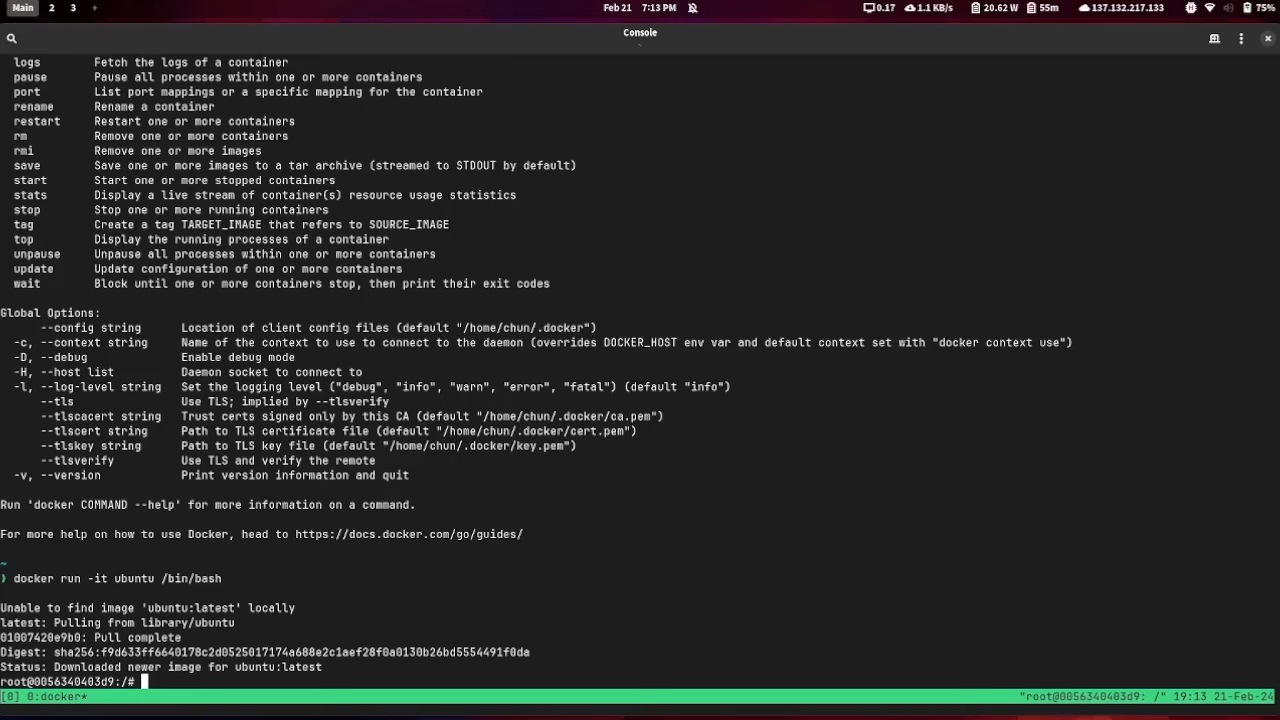 Main 2 3 + Feb 21 7:13 PM 0.17 1.1 KB/s 20.62 W 55m 137.132.217.133 75%
Console
~
logs Fetch the logs of a container
pause Pause all processes within one or more containers
port List port mappings or a specific mapping for the container
rename Rename a container
restart Restart one or more containers
rm Remove one or more containers
rmi Remove one or more images
save Save one or more images to a tar archive (streamed to STDOUT by default)
start Start one or more stopped containers
stats Display a live stream of container(s) resource usage statistics
stop Stop one or more running containers
tag Create a tag TARGET_IMAGE that refers to SOURCE_IMAGE
top Display the running processes of a container
unpause Unpause all processes within one or more containers
update Update configuration of one or more containers
wait Block until one or more containers stop, then print their exit codes
Global Options:
--config string Location of client config files (default "/home/chun/.docker")
-c, --context string Name of the context to use to connect to the daemon (overrides DOCKER_HOST env var and default context set with "docker context use")
-D, --debug Enable debug mode
-H, --host list Daemon socket to connect to
-l, --log-level string Set the logging level ("debug", "info", "warn", "error", "fatal") (default "info")
--tls Use TLS; implied by --tlsverify
--tlscacert string Trust certs signed only by this CA (default "/home/chun/.docker/ca.pem")
--tlscert string Path to TLS certificate file (default "/home/chun/.docker/cert.pem")
--tlskey string Path to TLS key file (default "/home/chun/.docker/key.pem")
--tlsverify Use TLS and verify the remote
-v, --version Print version information and quit
Run 'docker COMMAND --help' for more information on a command.
For more help on how to use Docker, head to https://docs.docker.com/go/guides/
~
❯ docker run -it ubuntu /bin/bash
Unable to find image 'ubuntu:latest' locally
latest: Pulling from library/ubuntu
01007420e9b0: Pull complete
Digest: sha256:f9d633ff6640178c2d0525017174a688e2c1aef28f0a0130b26bd5554491f0da
Status: Downloaded newer image for ubuntu:latest
root@0056340403d9:/#
[0] 0:docker* "root@0056340403d9: /" 19:13 21-Feb-24